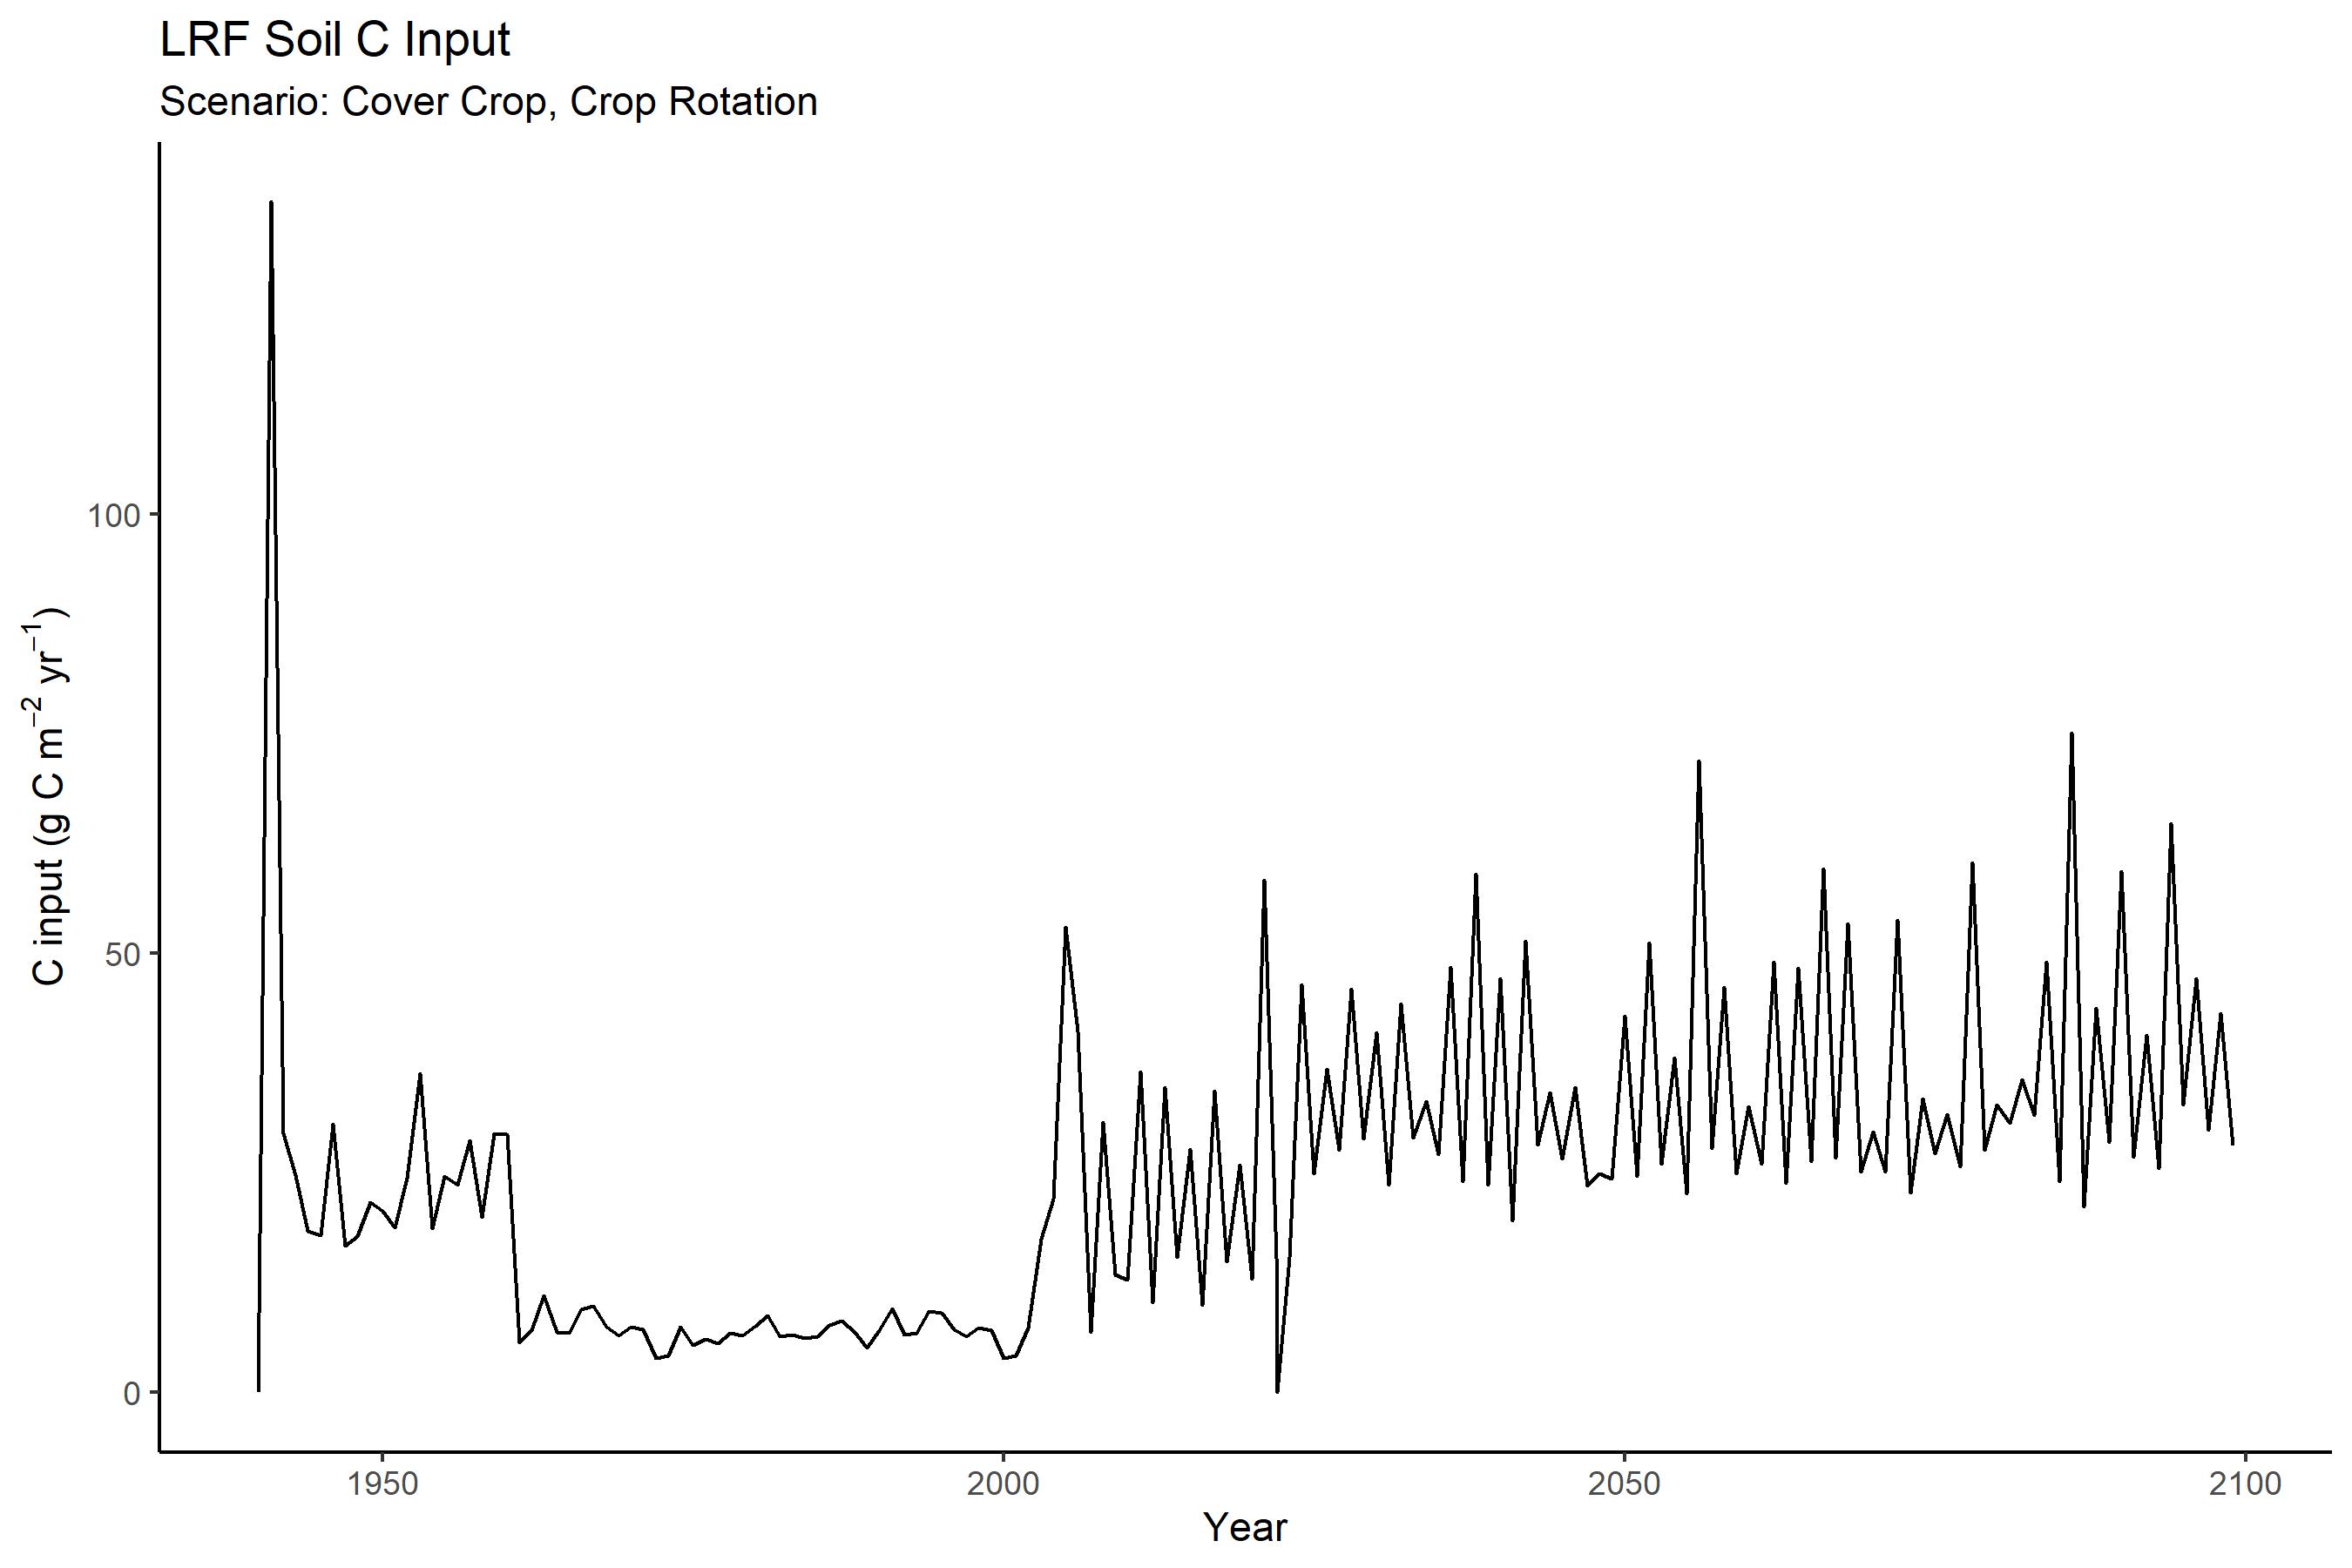 LRF Soil C Input
Scenario: Cover Crop, Crop Rotation
C input (g C m⁻² yr⁻¹)
100
50
0
1950 2000 2050 2100
Year